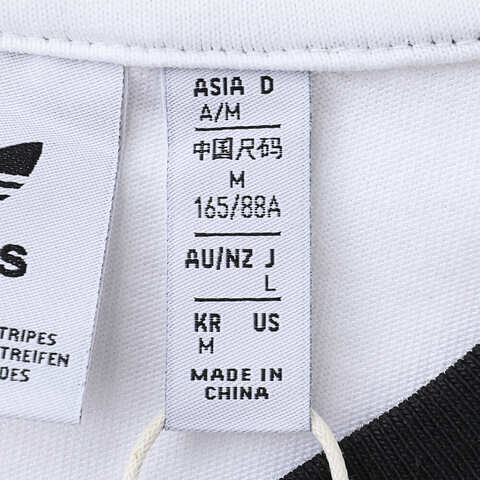 S
TRIPES
TREIFEN
DES
ASIA D
A/M
中国尺码
M
165/88A
AU/NZ J
L
KR US
M
MADE IN
CHINA